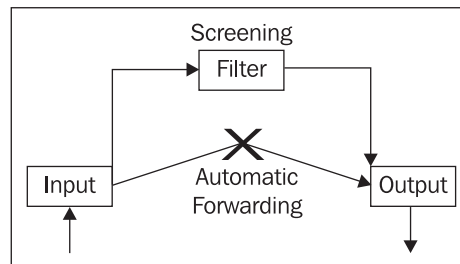 Screening
Filter
Input
Automatic
Forwarding
Output